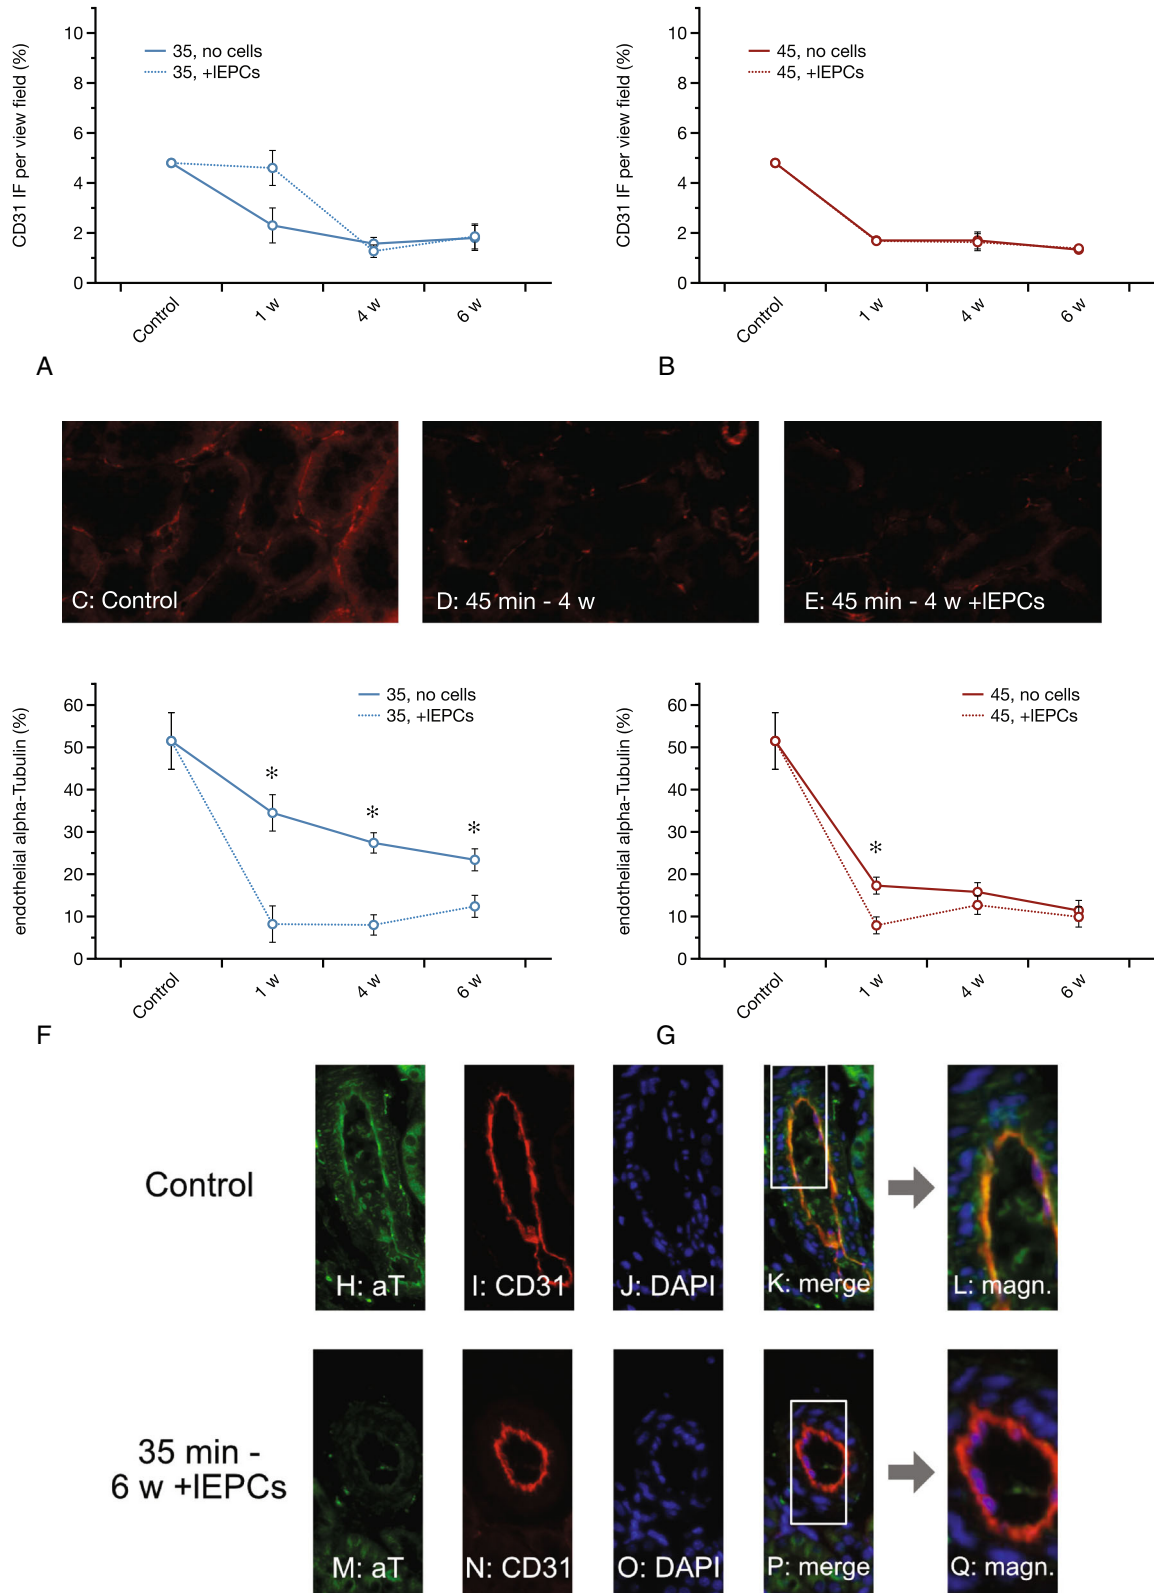 CD31 IF per view field (%)
10
8
6
4
2
0
35, no cells
35, +lEPCs
Control
1 w
4 w
6 w
A
CD31 IF per view field (%)
10
8
6
4
2
0
45, no cells
45, +lEPCs
Control
1 w
4 w
6 w
B
C: Control
D: 45 min - 4 w
E: 45 min - 4 w +lEPCs
endothelial alpha-Tubulin (%)
60
50
40
30
20
10
0
35, no cells
35, +lEPCs
*
*
*
Control
1 w
4 w
6 w
F
endothelial alpha-Tubulin (%)
60
50
40
30
20
10
0
45, no cells
45, +lEPCs
*
Control
1 w
4 w
6 w
G
Control
H: aT
I: CD31
J: DAPI
K: merge
L: magn.
35 min -
6 w +lEPCs
M: aT
N: CD31
O: DAPI
P: merge
Q: magn.